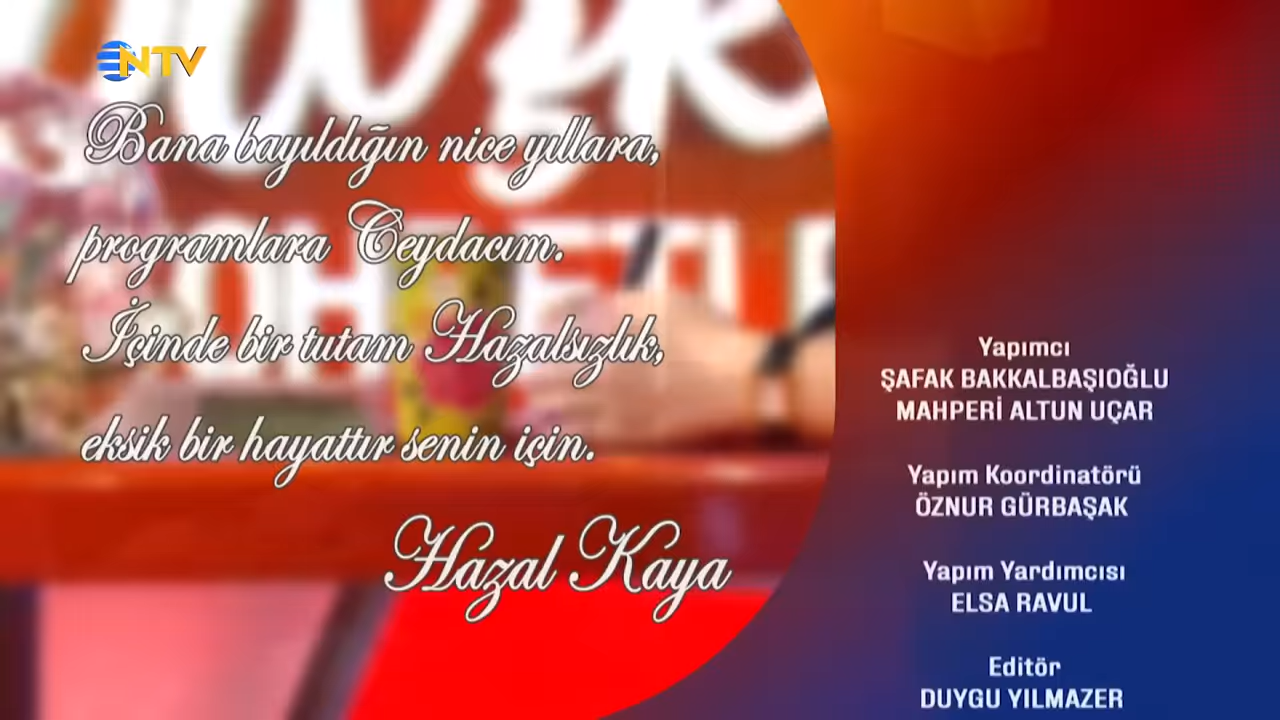 NTV
Bana bayıldığın nice yıllara,
programlara Ceydacım.
İçinde bir tutam Hazalsızlık,
eksik bir hayattır senin için.
Hazal Kaya
Yapımcı
ŞAFAK BAKKALBAŞIOĞLU
MAHPERİ ALTUN UÇAR
Yapım Koordinatörü
ÖZNUR GÜRBAŞAK
Yapım Yardımcısı
ELSA RAVUL
Editör
DUYGU YILMAZER